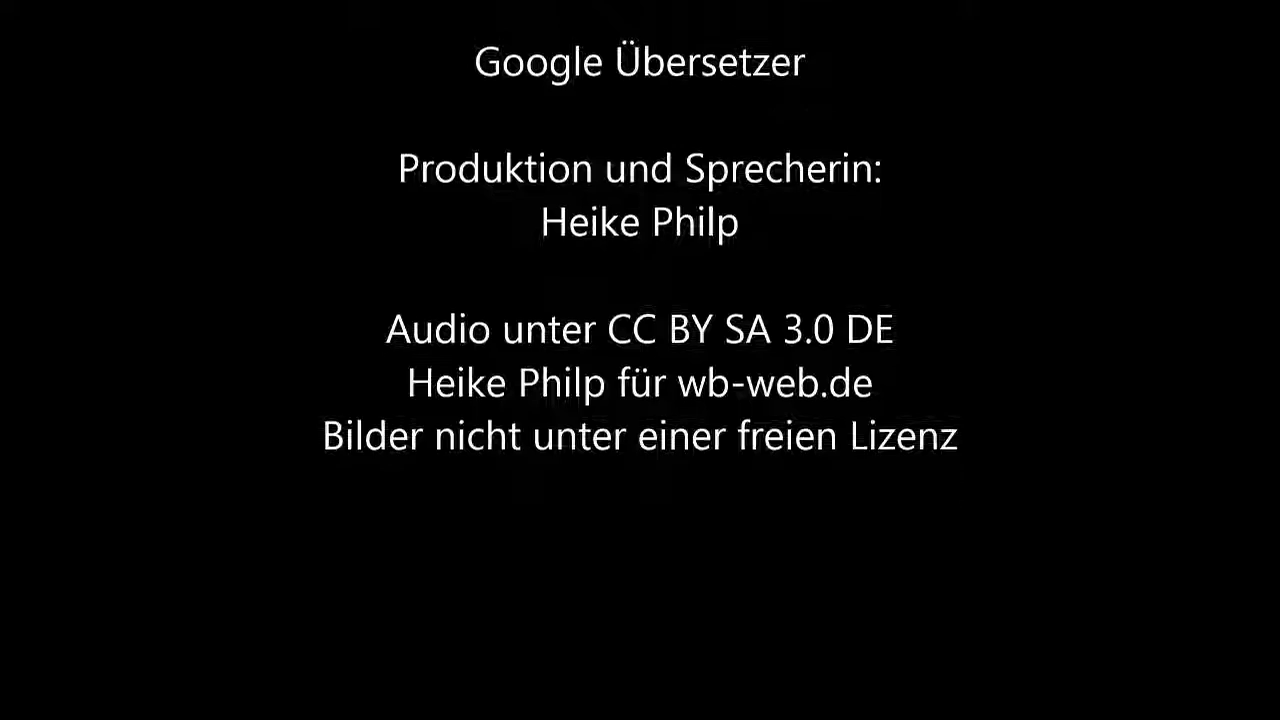 Google Übersetzer
Produktion und Sprecherin:
Heike Philp
Audio unter CC BY SA 3.0 DE
Heike Philp für wb-web.de
Bilder nicht unter einer freien Lizenz